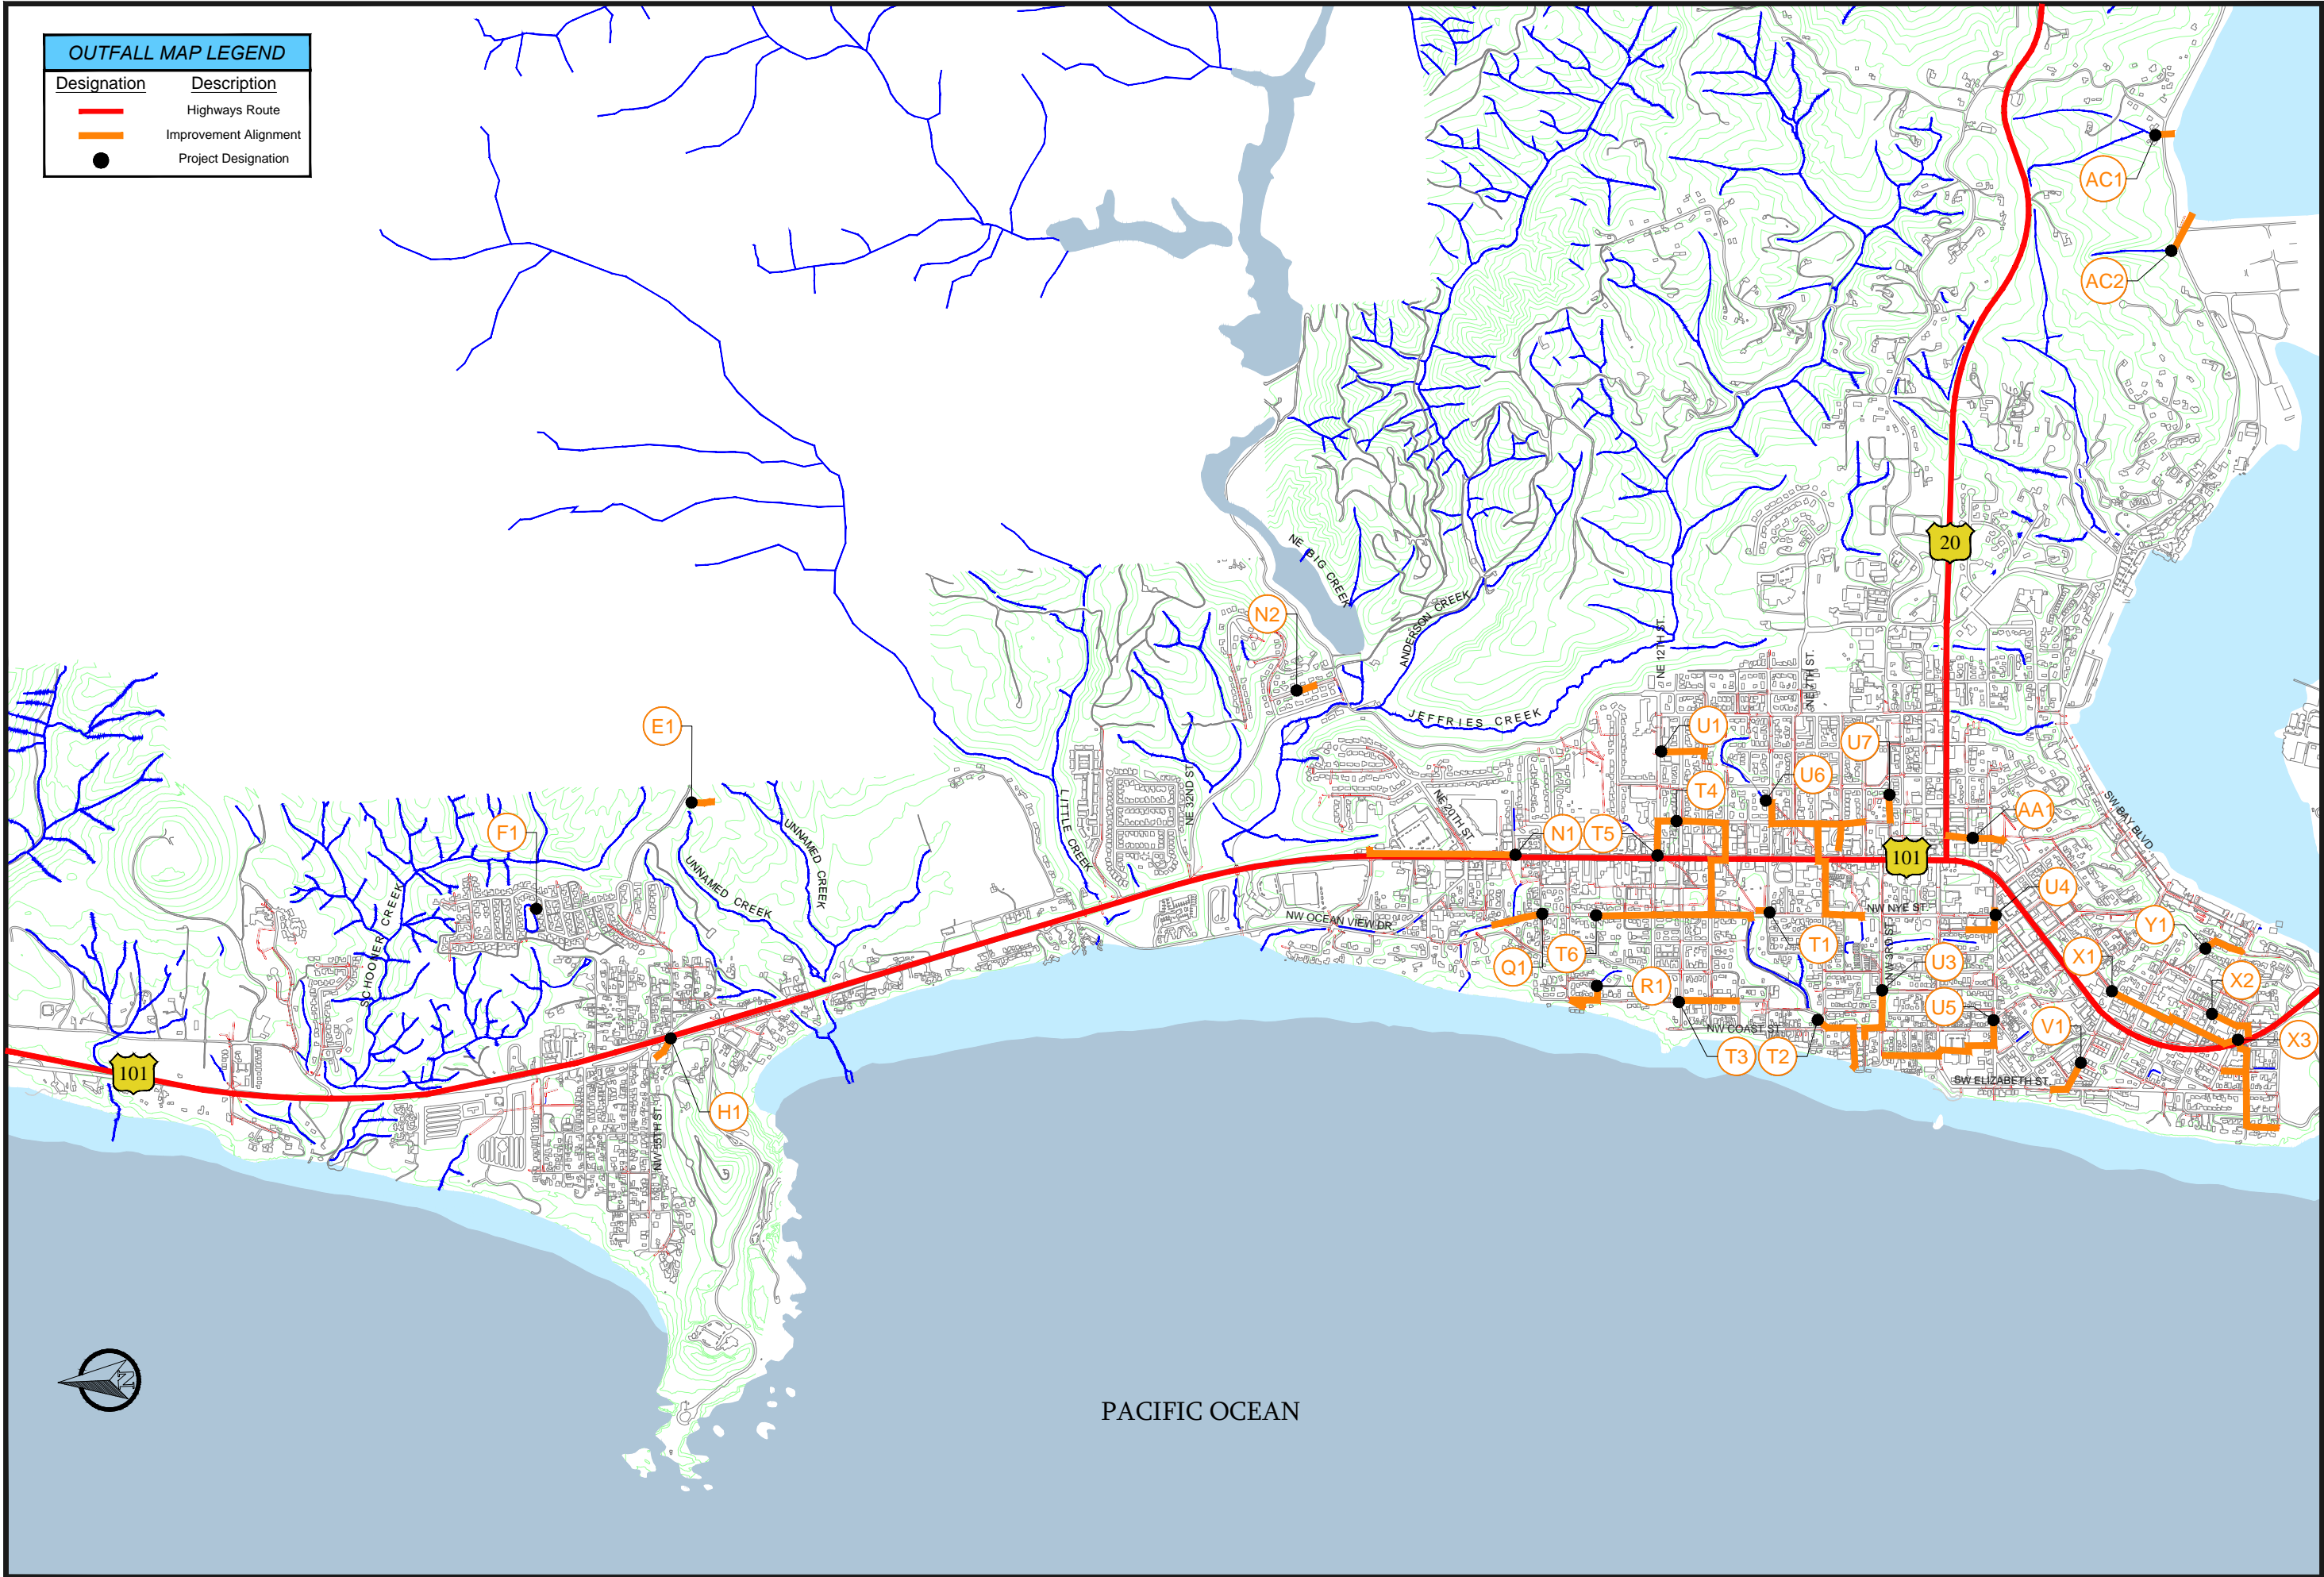 OUTFALL MAP LEGEND
Designation Description
Highways Route
Improvement Alignment
Project Designation
AC1
AC2
20
NE BIG CREEK
ANDERSON CREEK
N2
NE 12TH ST.
NE 7TH ST.
JEFFRIES CREEK
E1
U1
U7
U6
T4
F1
UNNAMED CREEK
UNNAMED CREEK
LITTLE CREEK
NE 32ND ST.
NE 20TH ST.
N1
T5
AA1
SW BAY BLVD.
101
SCHOONER CREEK
NW OCEAN VIEW DR.
NW NYE ST.
U4
Y1
T1
Q1
T6
NW 3RD ST.
X1
U3
X2
R1
U5
V1
NW COAST ST.
T3
T2
X3
101
SW ELIZABETH ST.
H1
NW 55TH ST.
N
PACIFIC OCEAN